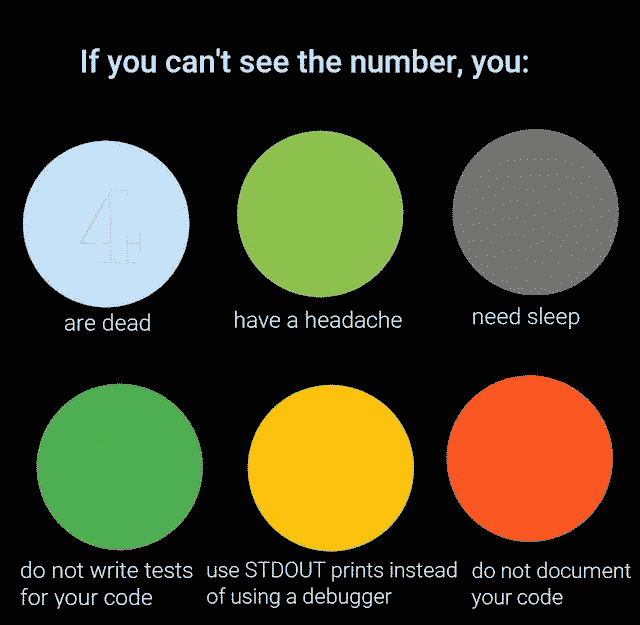 If you can't see the number, you:
4
are dead
have a headache
need sleep
do not write tests
for your code
use STDOUT prints instead
of using a debugger
do not document
your code